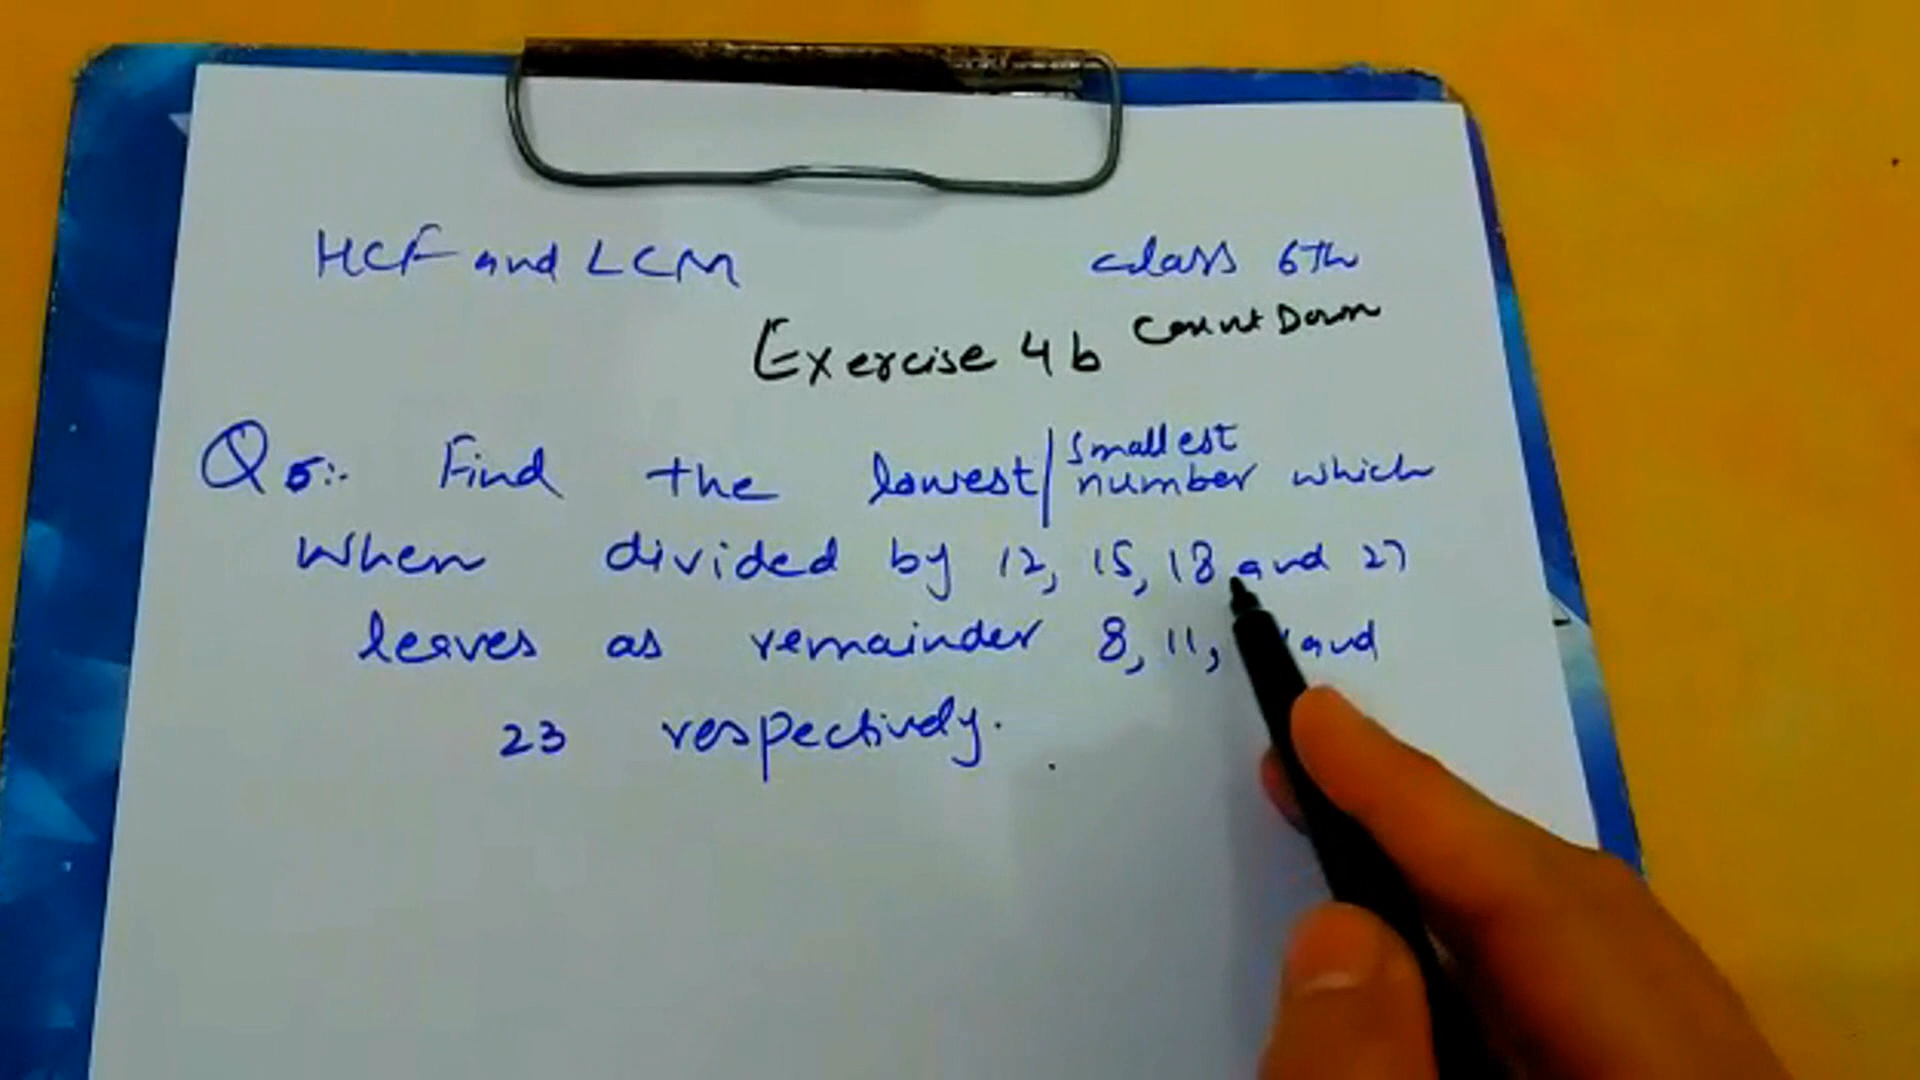 HCF and LCM class 6th
Exercise 4b Count Down
Q5:- Find the lowest/smallest number which
when divided by 12, 15, 18 and 27
leaves as remainder 8, 11, and
23 respectively.